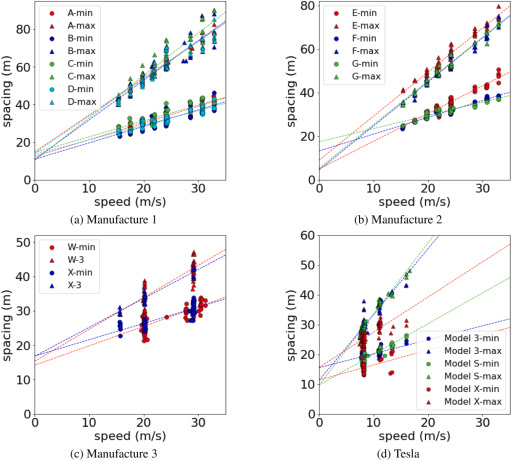 A-min
A-max
B-min
B-max
C-min
C-max
D-min
D-max
80
60
40
20
0 10 20 30
spacing (m)
speed (m/s)
(a) Manufacture 1
E-min
E-max
F-min
F-max
G-min
G-max
80
60
40
20
0
0 10 20 30
spacing (m)
speed (m/s)
(b) Manufacture 2
W-min
W-3
X-min
X-3
50
40
30
20
10
0
0 10 20 30
spacing (m)
speed (m/s)
(c) Manufacture 3
Model 3-min
Model 3-max
Model S-min
Model S-max
Model X-min
Model X-max
60
50
40
30
20
10
0
0 10 20 30
spacing (m)
speed (m/s)
(d) Tesla